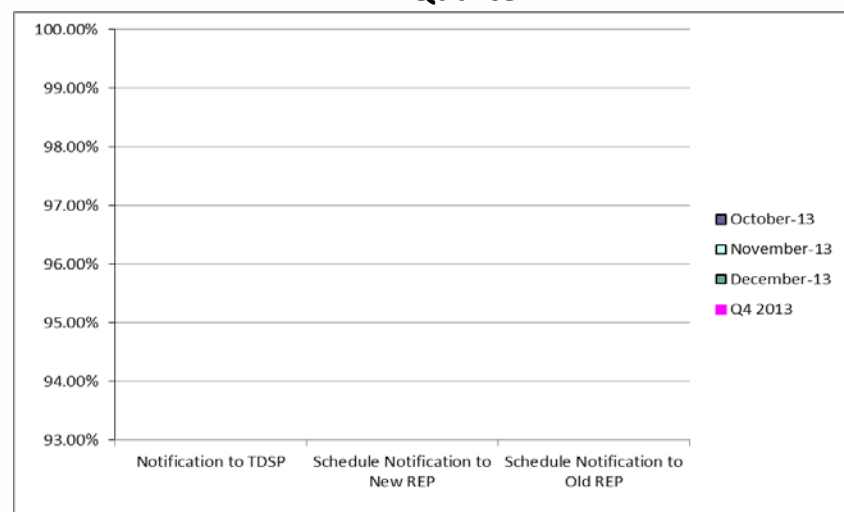 100.00%
99.00%
98.00%
97.00%
96.00%
95.00%
94.00%
93.00%
Notification to TDSP
Schedule Notification to
New REP
Schedule Notification to
Old REP
October-13
November-13
December-13
Q4 2013